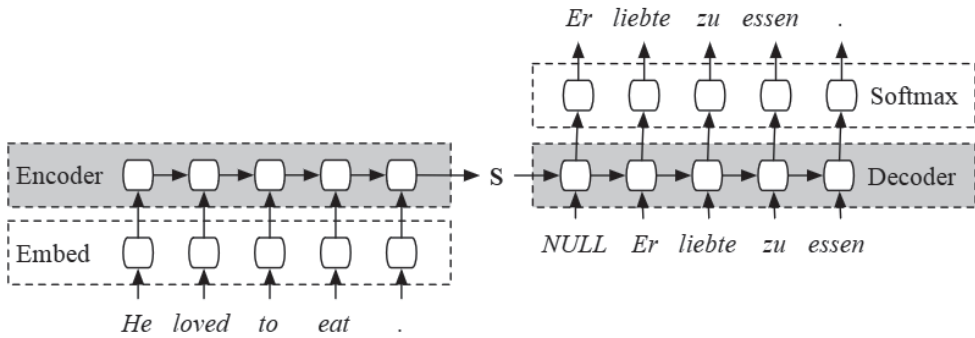 Er liebte zu essen .
Softmax
Encoder
S
Decoder
Embed
NULL Er liebte zu essen
He loved to eat .